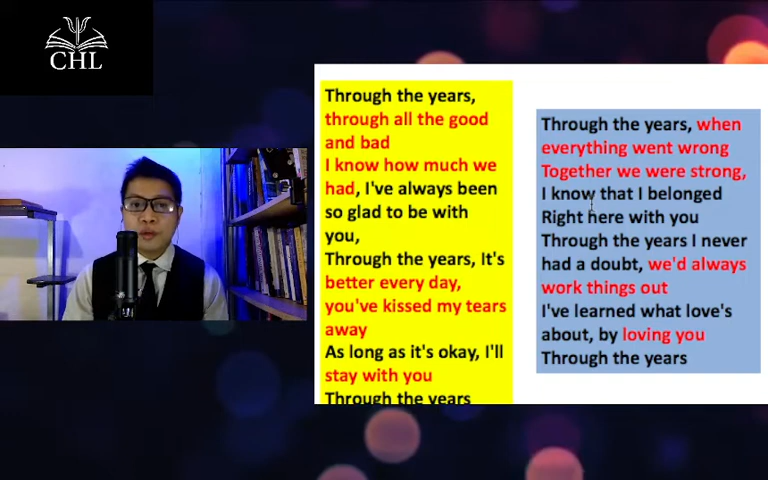 CHL
Through the years,
through all the good
and bad
I know how much we
had, I've always been
so glad to be with
you,
Through the years, It's
better every day,
you've kissed my tears
away
As long as it's okay, I'll
stay with you
Through the years
Through the years, when
everything went wrong
Together we were strong,
I know that I belonged
Right here with you
Through the years I never
had a doubt, we'd always
work things out
I've learned what love's
about, by loving you
Through the years